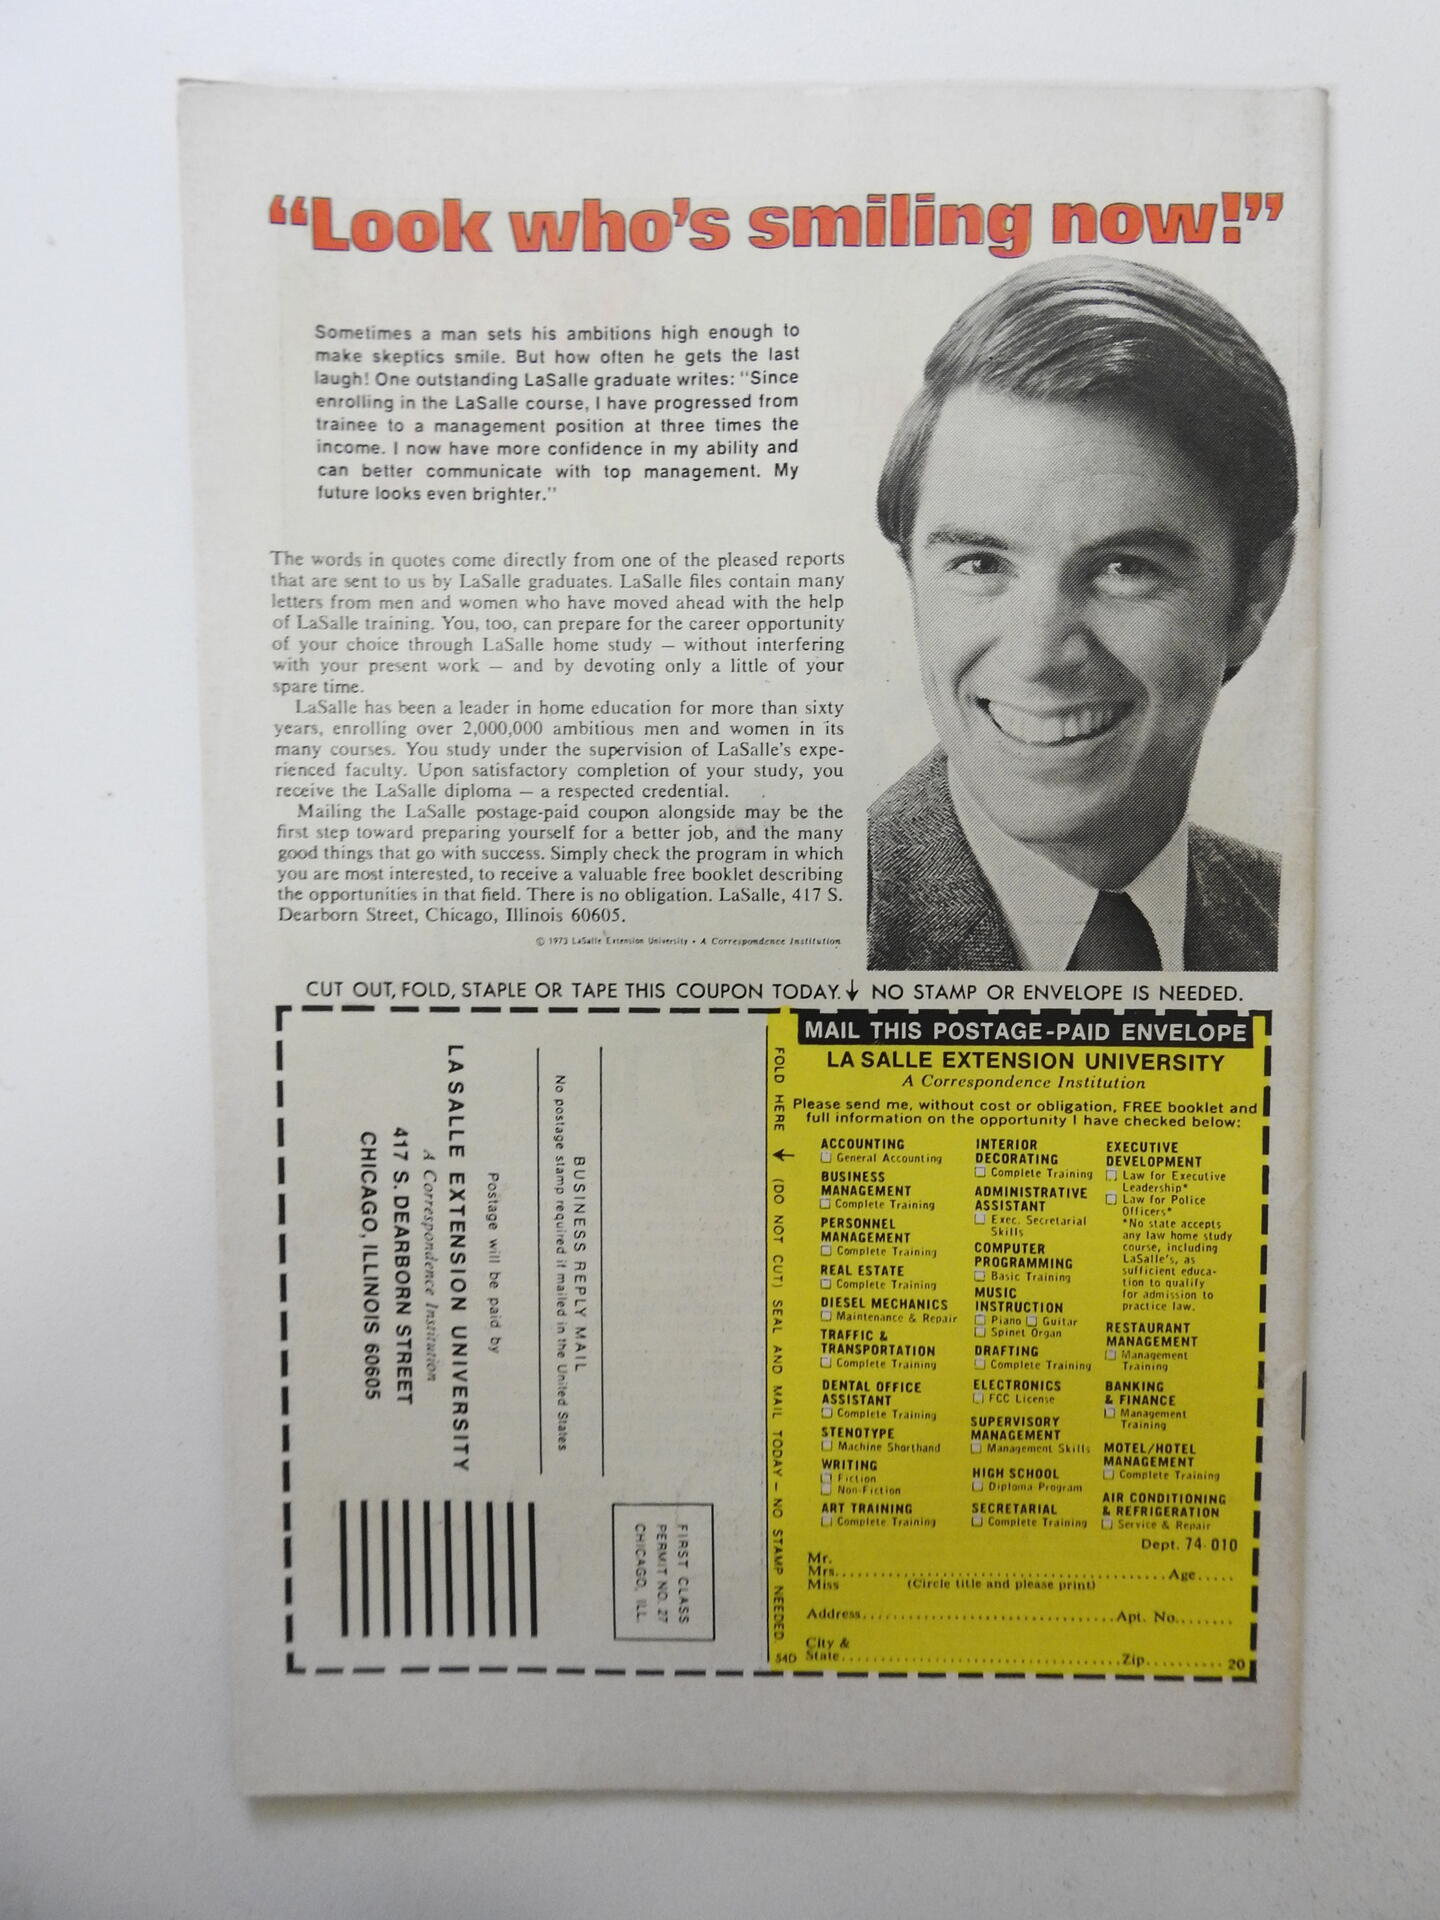 “Look who’s smiling now!”
Sometimes a man sets his ambitions high enough to
make skeptics smile. But how often he gets the last
laugh! One outstanding LaSalle graduate writes: “Since
enrolling in the LaSalle course, I have progressed from
trainee to a management position at three times the
income. I now have more confidence in my ability and
can better communicate with top management. My
future looks even brighter.”
The words in quotes come directly from one of the pleased reports
that are sent to us by LaSalle graduates. LaSalle files contain many
letters from men and women who have moved ahead with the help
of LaSalle training. You, too, can prepare for the career opportunity
of your choice through LaSalle home study — without interfering
with your present work — and by devoting only a little of your
spare time.
LaSalle has been a leader in home education for more than sixty
years, enrolling over 2,000,000 ambitious men and women in its
many courses. You study under the supervision of LaSalle’s expe-
rienced faculty. Upon satisfactory completion of your study, you
receive the LaSalle diploma — a respected credential.
Mailing the LaSalle postage-paid coupon alongside may be the
first step toward preparing yourself for a better job, and the many
good things that go with success. Simply check the program in which
you are most interested, to receive a valuable free booklet describing
the opportunities in that field. There is no obligation. LaSalle, 417 S.
Dearborn Street, Chicago, Illinois 60605.
© 1973 LaSalle Extension University • A Correspondence Institution
CUT OUT, FOLD, STAPLE OR TAPE THIS COUPON TODAY. ↓ NO STAMP OR ENVELOPE IS NEEDED.
FIRST CLASS
PERMIT NO. 27
CHICAGO, ILL.
BUSINESS REPLY MAIL
No postage stamp required if mailed in the United States
Postage will be paid by
LA SALLE EXTENSION UNIVERSITY
A Correspondence Institution
417 S. DEARBORN STREET
CHICAGO, ILLINOIS 60605
FOLD HERE ↓ (DO NOT CUT) SEAL AND MAIL TODAY — NO STAMP NEEDED.
54D
MAIL THIS POSTAGE-PAID ENVELOPE
LA SALLE EXTENSION UNIVERSITY
A Correspondence Institution
Please send me, without cost or obligation, FREE booklet and
full information on the opportunity I have checked below:
ACCOUNTING
☐ General Accounting
BUSINESS
MANAGEMENT
☐ Complete Training
PERSONNEL
MANAGEMENT
☐ Complete Training
REAL ESTATE
☐ Complete Training
DIESEL MECHANICS
☐ Maintenance & Repair
TRAFFIC &
TRANSPORTATION
☐ Complete Training
DENTAL OFFICE
ASSISTANT
☐ Complete Training
STENOTYPE
☐ Machine Shorthand
WRITING
☐ Fiction
☐ Non-Fiction
ART TRAINING
☐ Complete Training
INTERIOR
DECORATING
☐ Complete Training
ADMINISTRATIVE
ASSISTANT
☐ Exec. Secretarial
Skills
COMPUTER
PROGRAMMING
☐ Basic Training
MUSIC
INSTRUCTION
☐ Piano ☐ Guitar
☐ Spinet Organ
DRAFTING
☐ Complete Training
ELECTRONICS
☐ FCC License
SUPERVISORY
MANAGEMENT
☐ Management Skills
HIGH SCHOOL
☐ Diploma Program
SECRETARIAL
☐ Complete Training
EXECUTIVE
DEVELOPMENT
☐ Law for Executive
Leadership*
☐ Law for Police
Officers*
*No state accepts
any law home study
course, including
LaSalle’s, as
sufficient educa-
tion to qualify
for admission to
practice law.
RESTAURANT
MANAGEMENT
☐ Management
Training
BANKING
& FINANCE
☐ Management
Training
MOTEL/HOTEL
MANAGEMENT
☐ Complete Training
AIR CONDITIONING
& REFRIGERATION
☐ Service & Repair
Dept. 74-010
Mr.
Mrs. Age
Miss (Circle title and please print)
Address Apt. No.
City &
State Zip 20